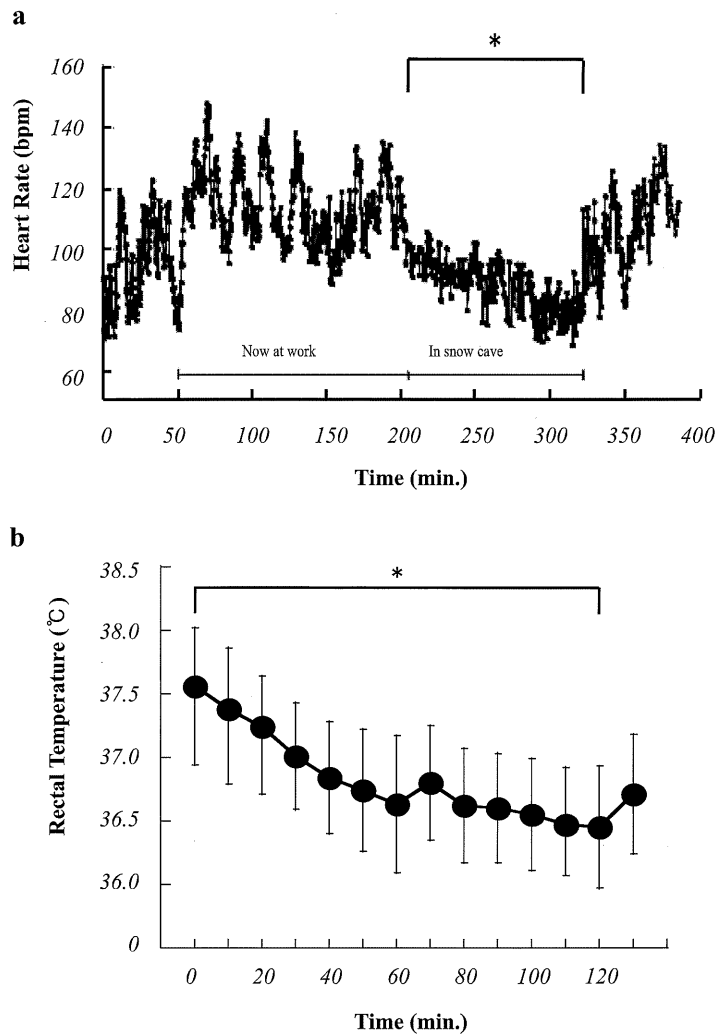 a
*
160
140
120
100
80
60
Heart Rate (bpm)
Now at work
In snow cave
0 50 100 150 200 250 300 350 400
Time (min.)
b
*
38.5
38.0
37.5
37.0
36.5
36.0
0
Rectal Temperature (℃)
0 20 40 60 80 100 120
Time (min.)